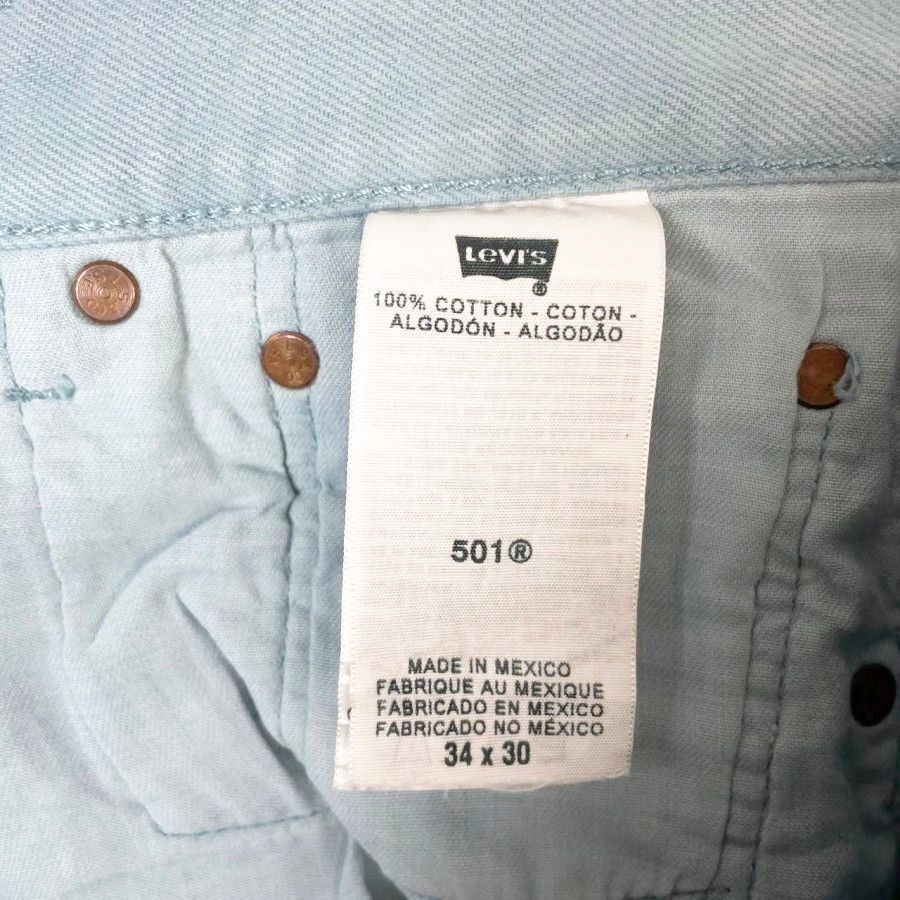 Levi's
®
100% COTTON - COTON -
ALGODÓN - ALGODÃO
501®
MADE IN MEXICO
FABRIQUE AU MEXIQUE
FABRICADO EN MEXICO
FABRICADO NO MÉXICO
34 x 30